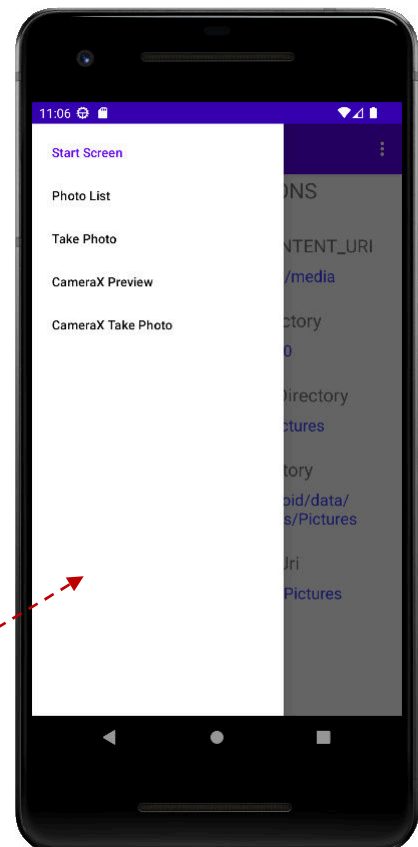 11:06
Start Screen
Photo List
Take Photo
CameraX Preview
CameraX Take Photo
ONS
NTENT_URI
/media
ctory
0
Directory
ctures
tory
oid/data/
s/Pictures
Uri
Pictures